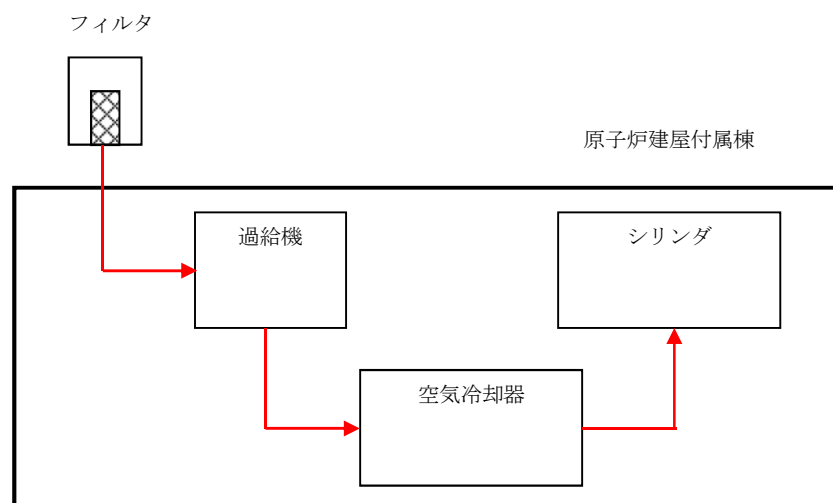 フィルタ
原子炉建屋付属棟
過給機
シリンダ
空気冷却器